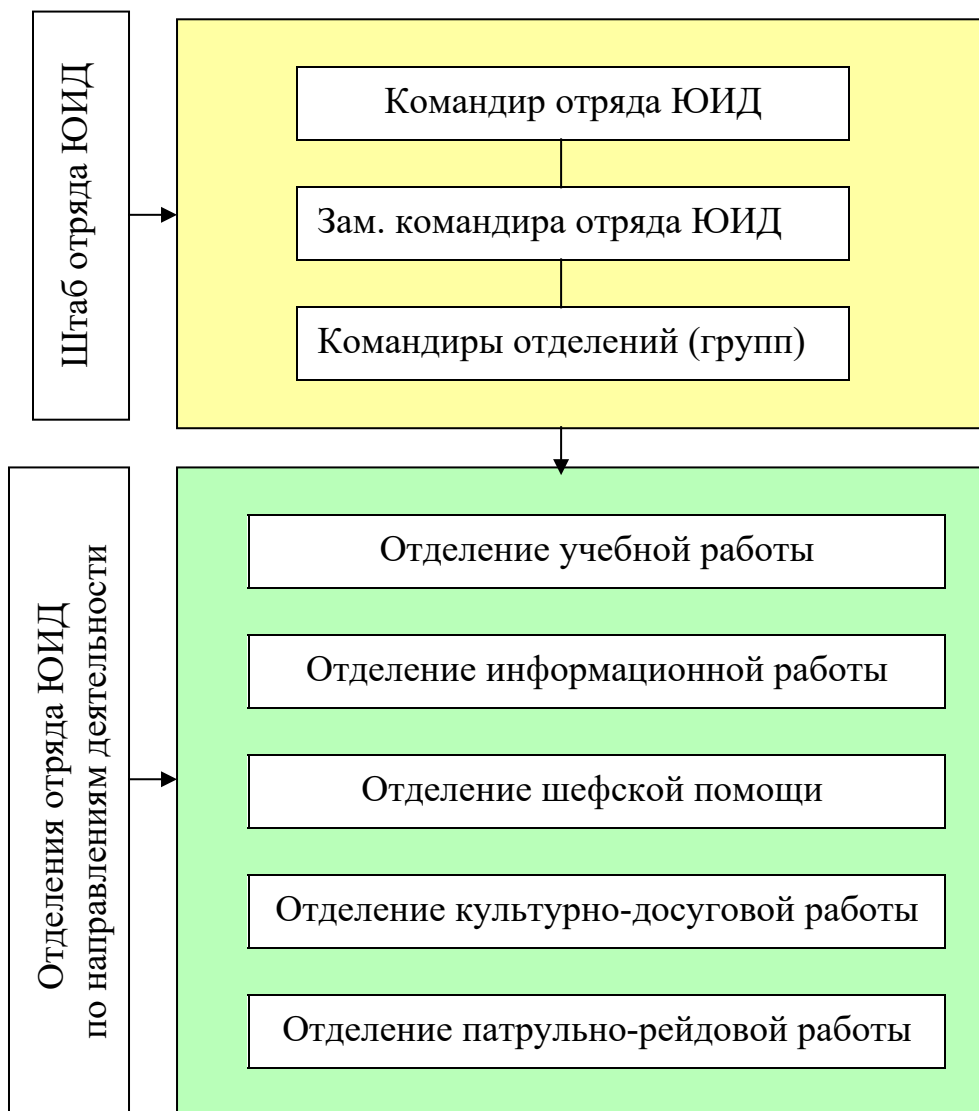 Штаб отряда ЮИД
Командир отряда ЮИД
Зам. командира отряда ЮИД
Командиры отделений (групп)
Отделения отряда ЮИД
по направлениям деятельности
Отделение учебной работы
Отделение информационной работы
Отделение шефской помощи
Отделение культурно-досуговой работы
Отделение патрульно-рейдовой работы